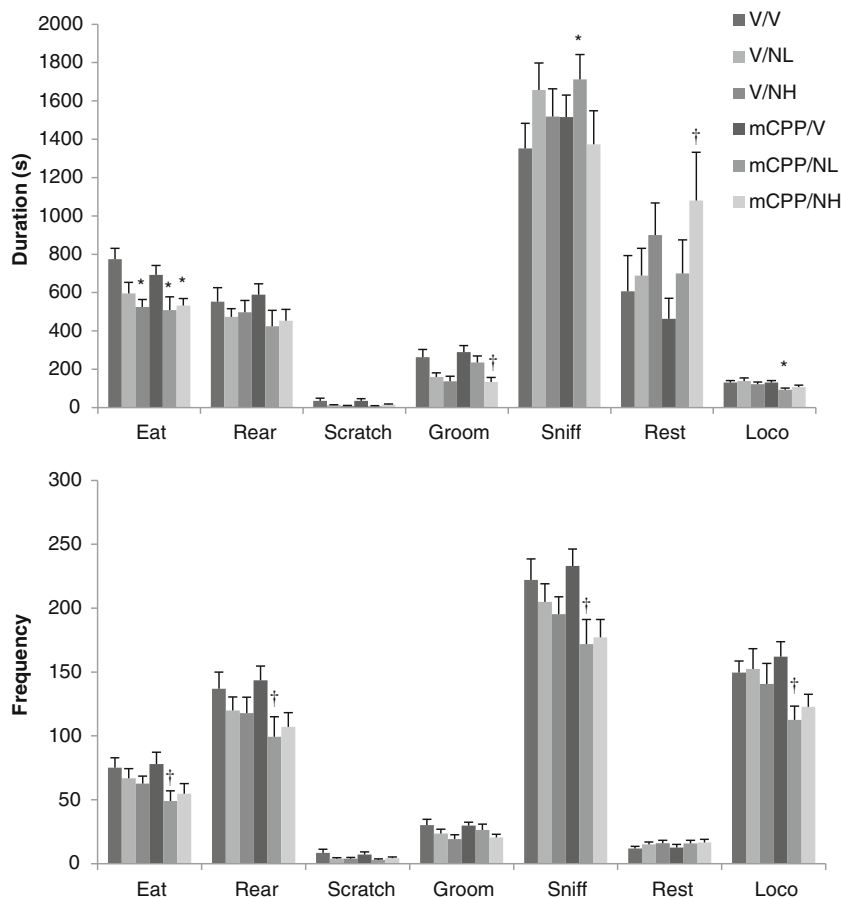 2000
1800
1600
1400
1200
1000
800
600
400
200
0
Duration (s)
* * *
†
*
†
*
Eat Rear Scratch Groom Sniff Rest Loco
V/V
V/NL
V/NH
mCPP/V
mCPP/NL
mCPP/NH
300
250
200
150
100
50
0
Frequency
†
†
†
†
Eat Rear Scratch Groom Sniff Rest Loco